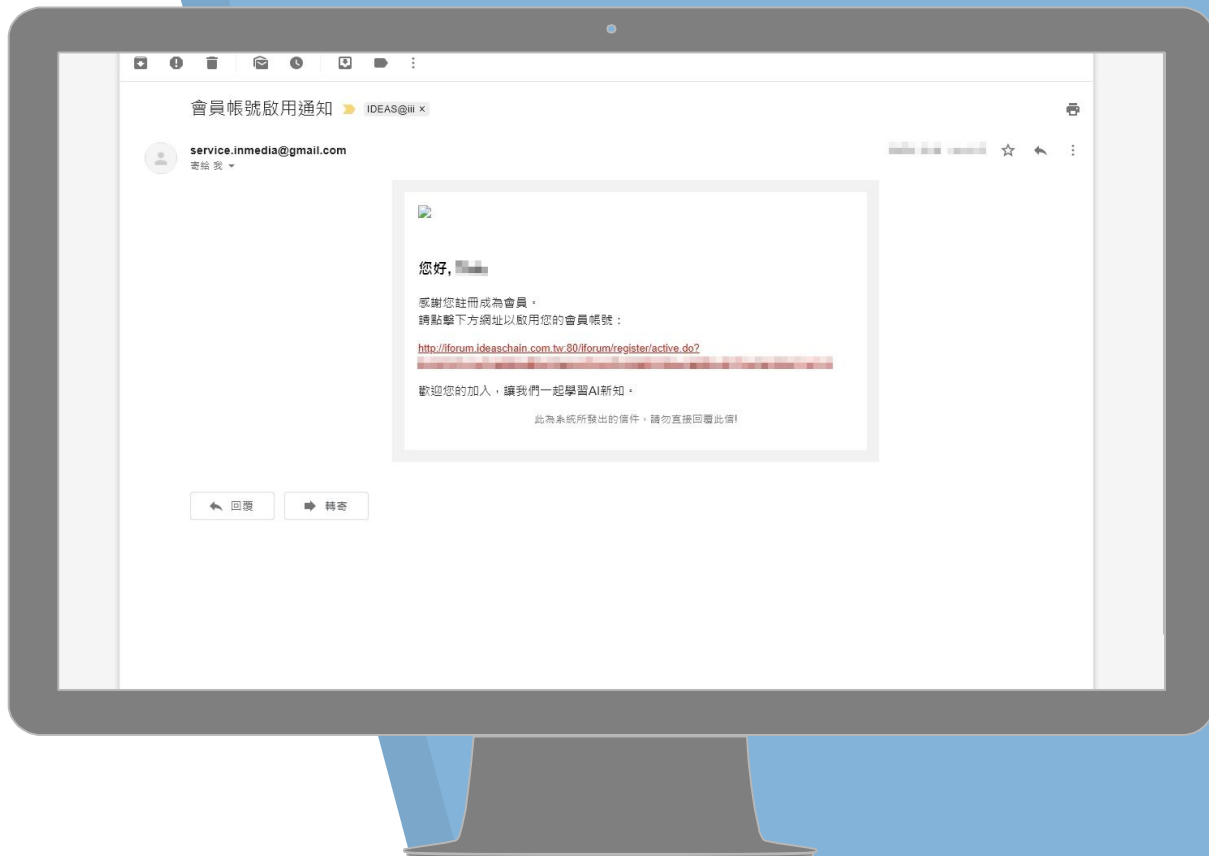 會員帳號啟用通知
IDEAS@iii ×
service.inmedia@gmail.com
寄給 我
您好,
感謝您註冊成為會員。
請點擊下方網址以啟用您的會員帳號：
http://iforum.ideaschain.com.tw:80/iforum/register/active.do?
歡迎您的加入，讓我們一起學習AI新知。
此為系統所發出的信件，請勿直接回覆此信!
回覆
轉寄